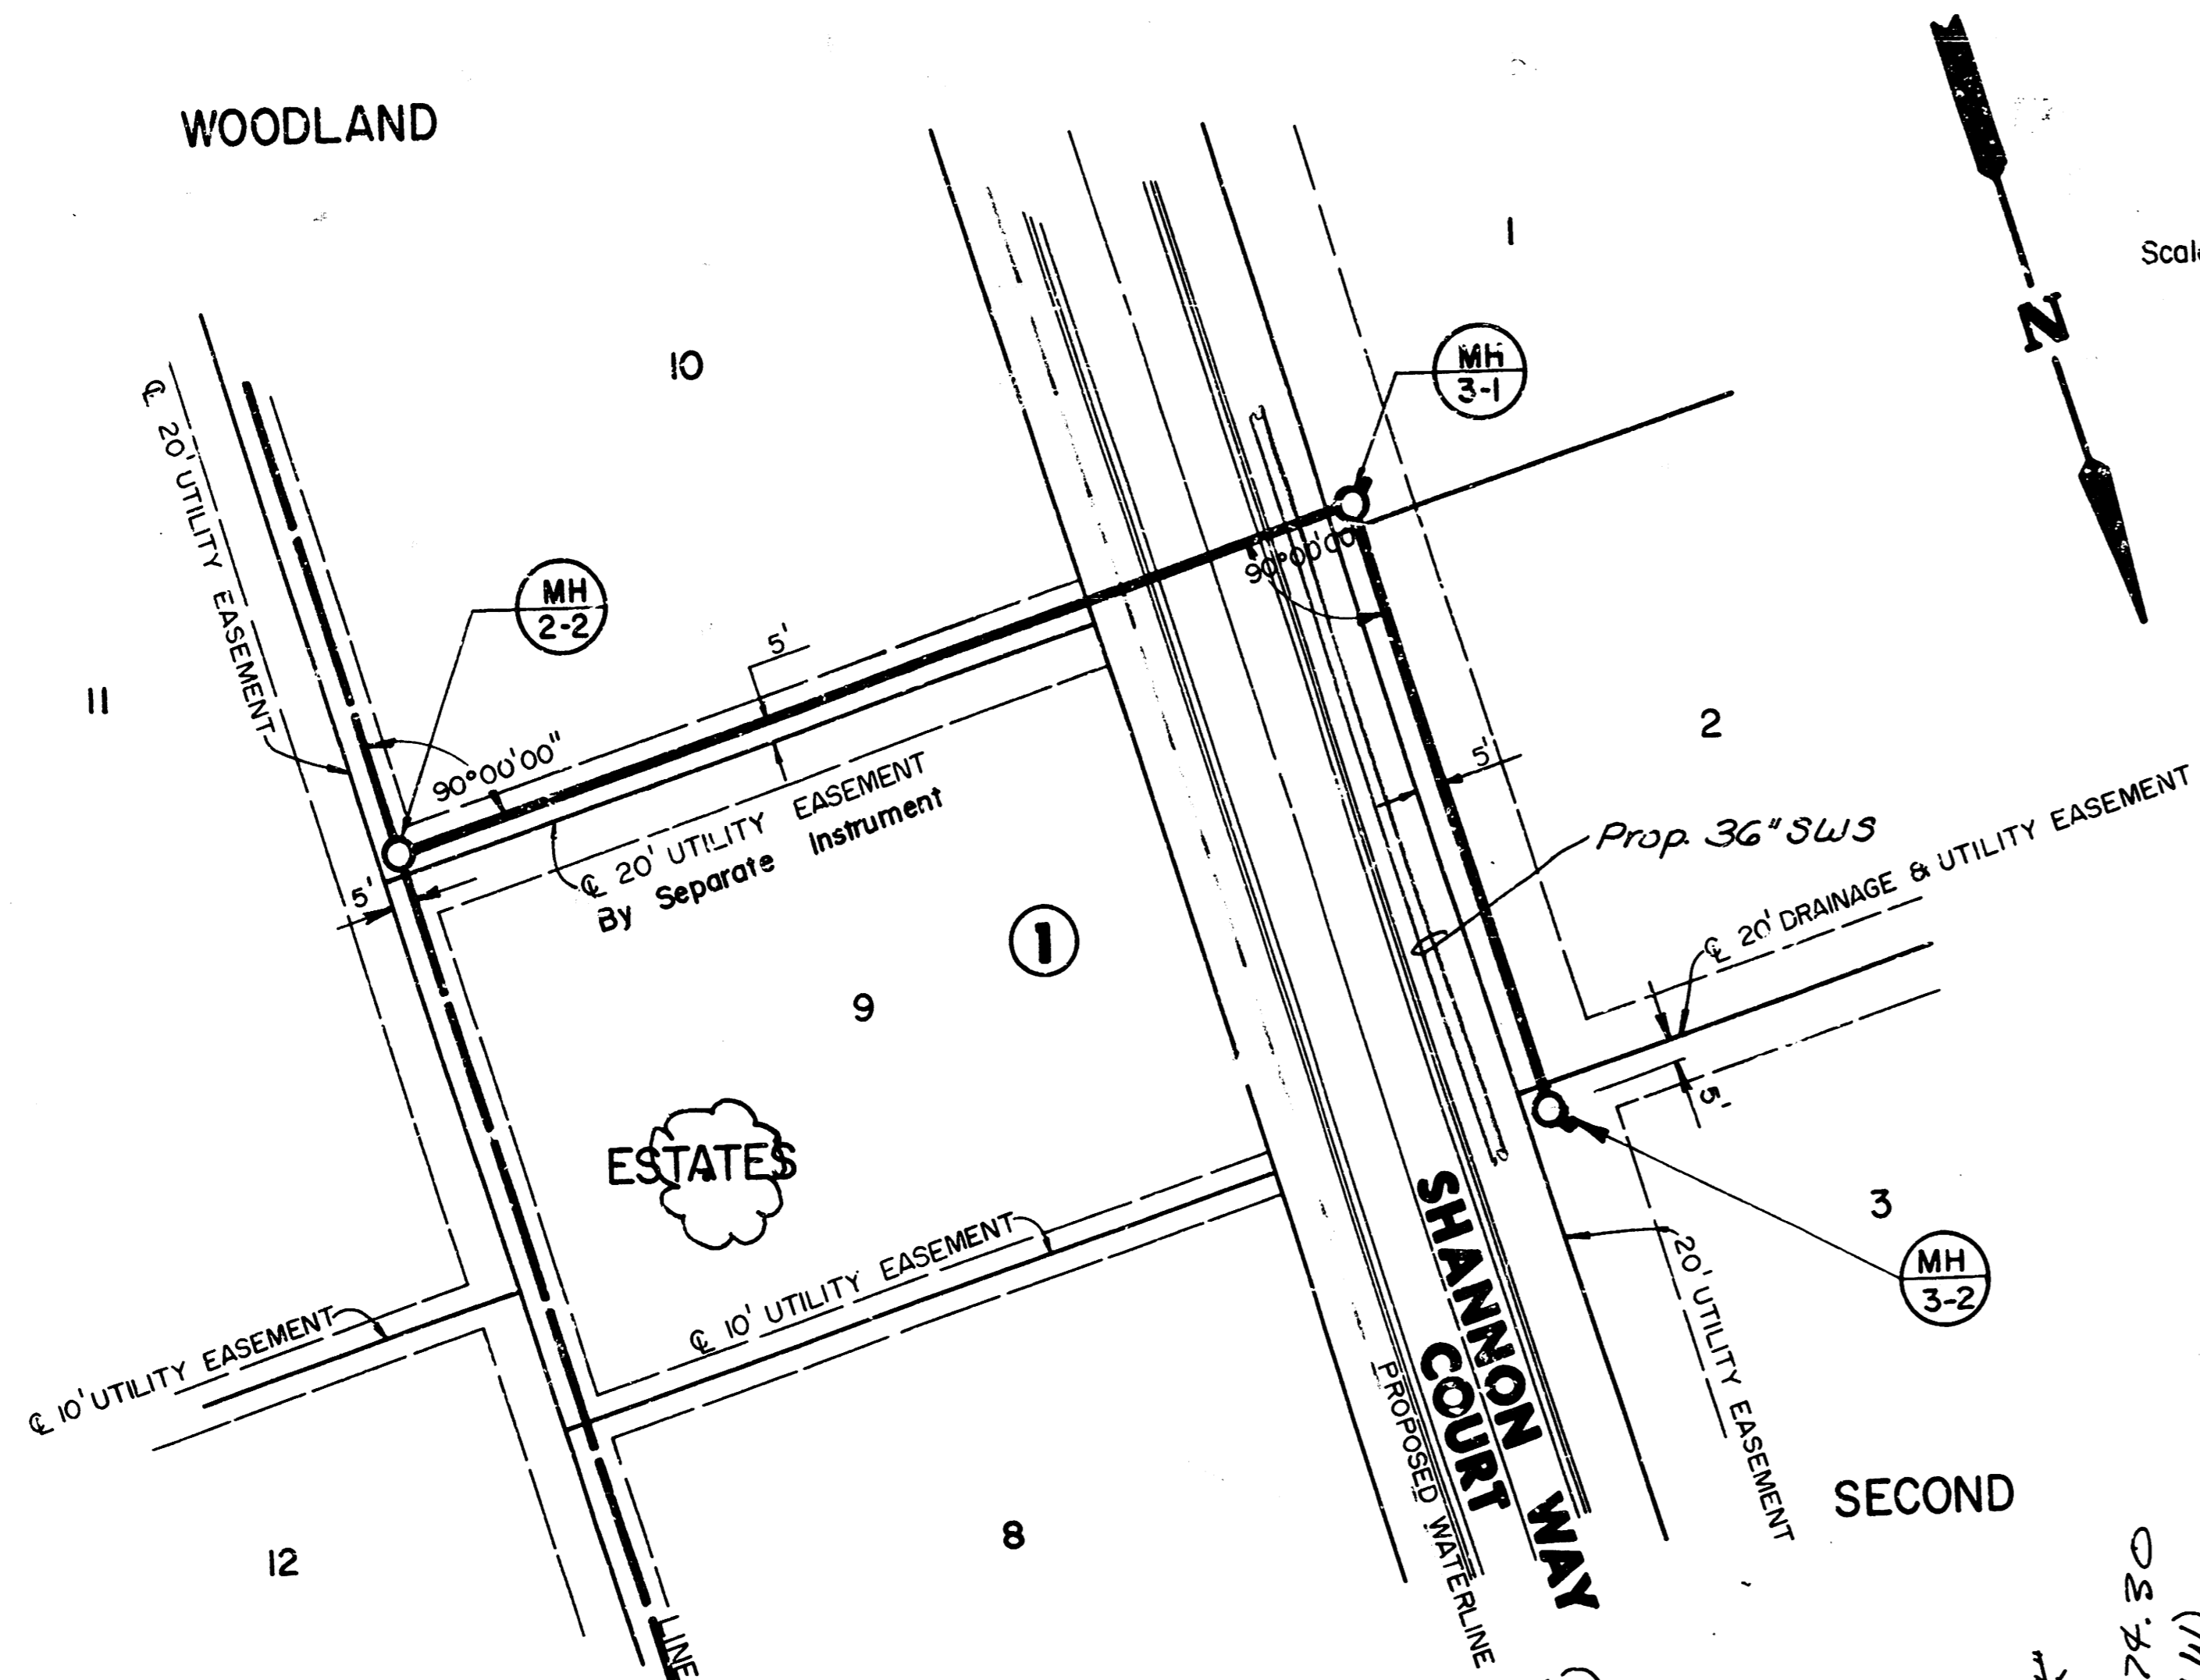 WOODLAND
1
Scale
N
10
MH
3-1
℄ 20' UTILITY EASEMENT
MH
2-2
90°00'00"
5'
11
2
90°00'00"
5'
℄ 20' UTILITY EASEMENT
By Separate Instrument
Prop. 36" SWS
℄ 20' DRAINAGE & UTILITY EASEMENT
5'
1
9
5'
ESTATES
3
MH
3-2
℄ 10' UTILITY EASEMENT
℄ 10' UTILITY EASEMENT
SHANNON WAY
COURT
PROPOSED WATERLINE
20' UTILITY EASEMENT
SECOND
8
12
LINE